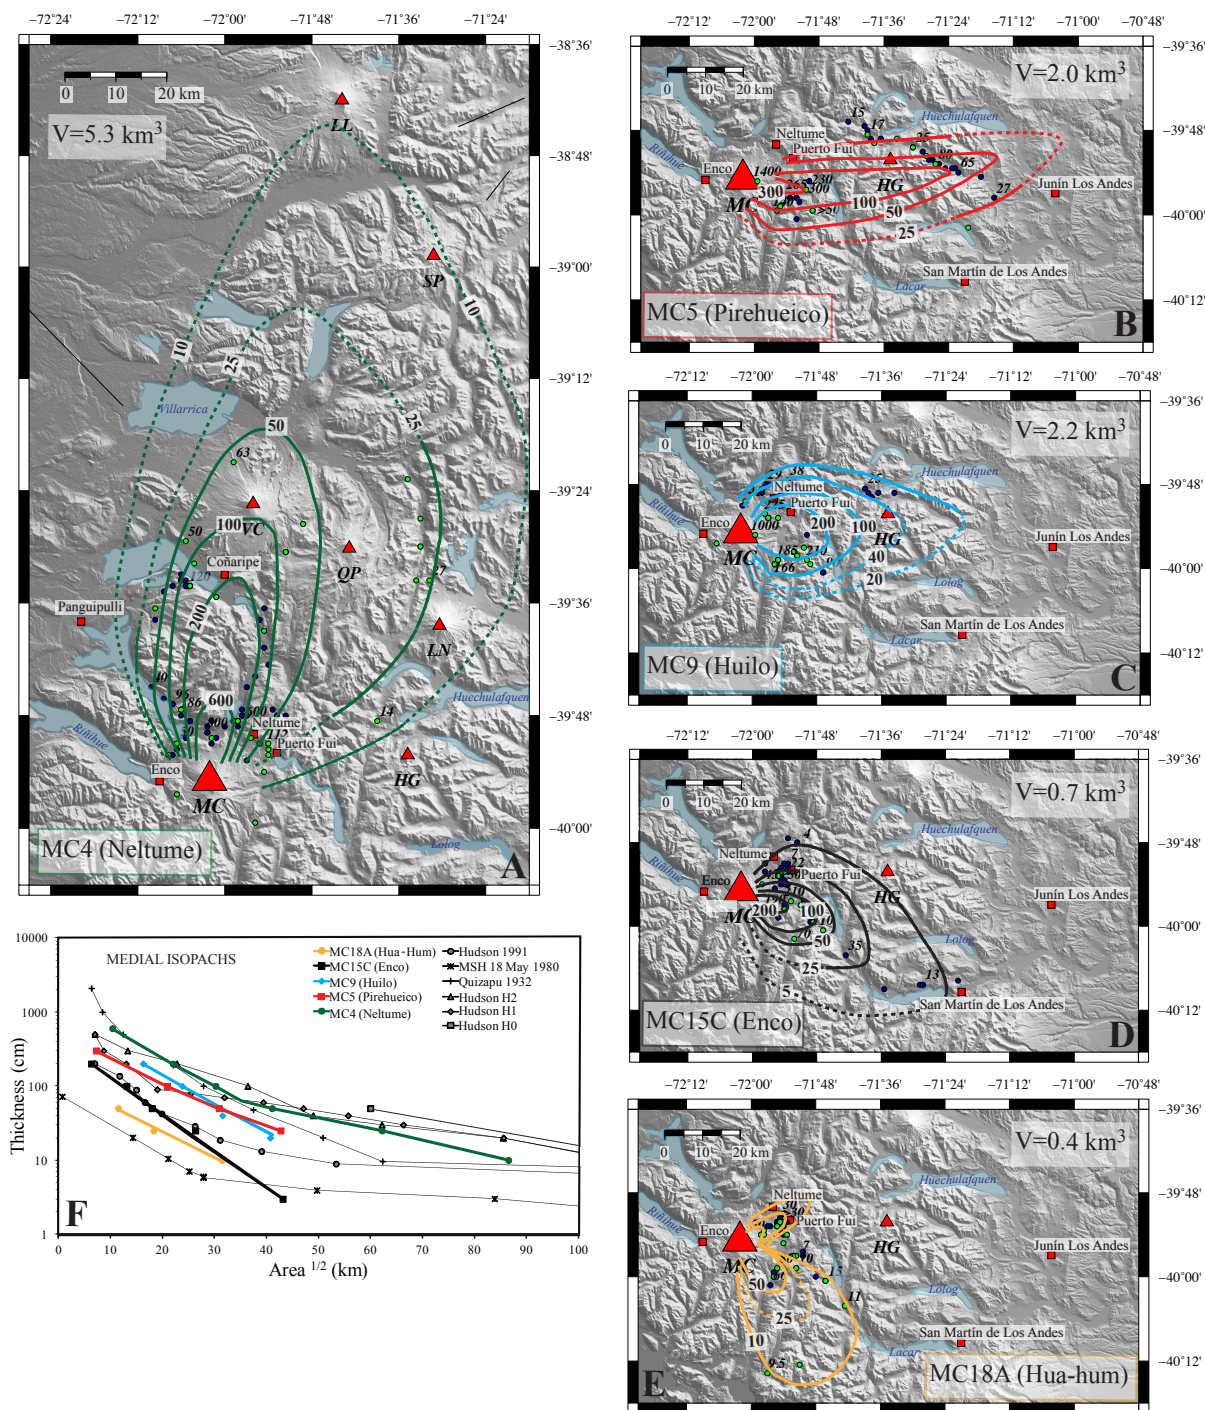 −72°24' −72°12' −72°00' −71°48' −71°36' −71°24'
−38°36'
−38°48'
−39°00'
−39°12'
−39°24'
−39°36'
−39°48'
−40°00'
0 10 20 km
V=5.3 km3
LL
SP
10
10
25
25
Villarrica
50
63
50
100
VC
QP
27
Coñaripe
120
200
Panguipulli
LN
40
9
Huechulafquen
14
600
Neltume
112
Puerto Fui
Riñihue
Enco
MC
HG
Lolog
MC4 (Neltume)
A
−72°12' −72°00' −71°48' −71°36' −71°24' −71°12' −71°00' −70°48'
−39°36'
−39°48'
−40°00'
−40°12'
0 10 20 km
V=2.0 km3
15
17
Huechulafquen
Neltume
Puerto Fui
Riñihue
Enco
1400
230
300
300
65
27
HG
MC
100
50
>50
25
Junín Los Andes
San Martín de Los Andes
Lacar
MC5 (Pirehueico)
B
−72°12' −72°00' −71°48' −71°36' −71°24' −71°12' −71°00' −70°48'
−39°36'
−39°48'
−40°00'
−40°12'
0 10 20 km
V=2.2 km3
38
Huechulafquen
Neltume
Puerto Fui
Riñihue
Enco
1000
200
100
HG
MC
185
166
40
20
Junín Los Andes
Lolog
San Martín de Los Andes
Lacar
MC9 (Huilo)
C
−72°12' −72°00' −71°48' −71°36' −71°24' −71°12' −71°00' −70°48'
−39°36'
−39°48'
−40°00'
−40°12'
0 10 20 km
V=0.7 km3
4
Huechulafquen
Neltume
7
22
Puerto Fui
Riñihue
Enco
HG
MC
200
100
50
70
35
25
5
13
Junín Los Andes
Lolog
San Martín de Los Andes
MC15C (Enco)
D
−72°12' −72°00' −71°48' −71°36' −71°24' −71°12' −71°00' −70°48'
−39°36'
−39°48'
−40°00'
−40°12'
0 10 20 km
V=0.4 km3
Huechulafquen
Neltume
30
Puerto Fui
Riñihue
Enco
HG
MC
7
15
11
50
25
10
9.5
Junín Los Andes
Lolog
San Martín de Los Andes
Lacar
MC18A (Hua-hum)
E
MEDIAL ISOPACHS
MC18A (Hua-Hum)
MC15C (Enco)
MC9 (Huilo)
MC5 (Pirehueico)
MC4 (Neltume)
Hudson 1991
MSH 18 May 1980
Quizapu 1932
Hudson H2
Hudson H1
Hudson H0
10000
1000
100
10
1
Thickness (cm)
F
0 10 20 30 40 50 60 70 80 90 100
Area 1/2 (km)